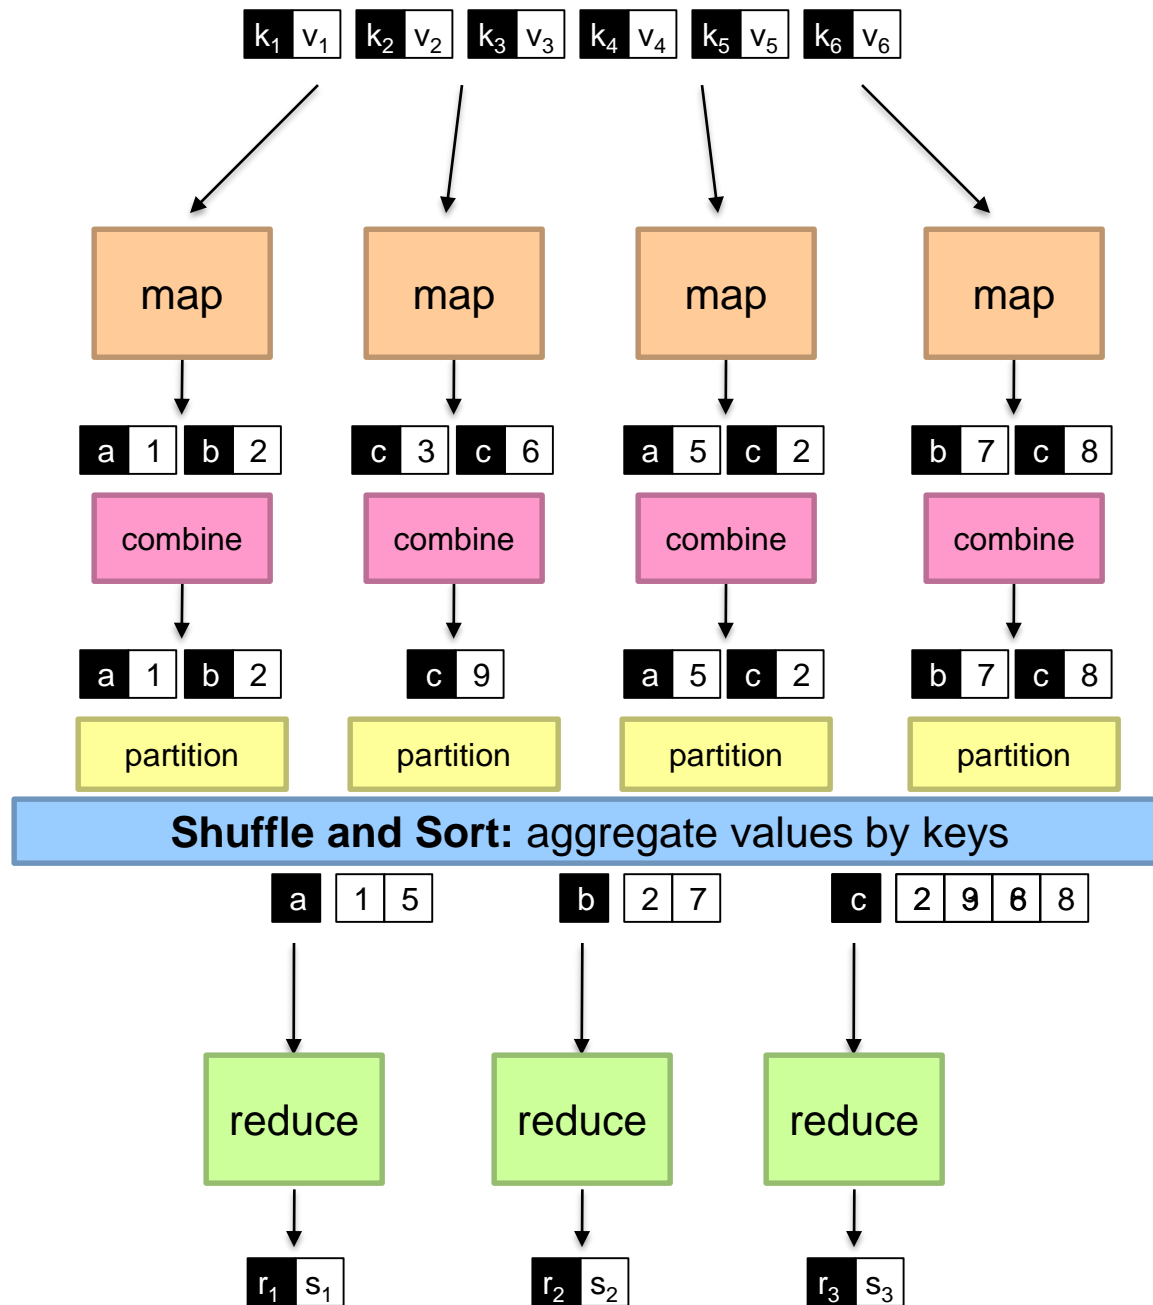 k1 v1 k2 v2 k3 v3 k4 v4 k5 v5 k6 v6
map map map map
a 1 b 2 c 3 c 6 a 5 c 2 b 7 c 8
combine combine combine combine
a 1 b 2 c 9 a 5 c 2 b 7 c 8
partition partition partition partition
Shuffle and Sort: aggregate values by keys
a 1 5 b 2 7 c 2 8
reduce reduce reduce
r1 s1 r2 s2 r3 s3